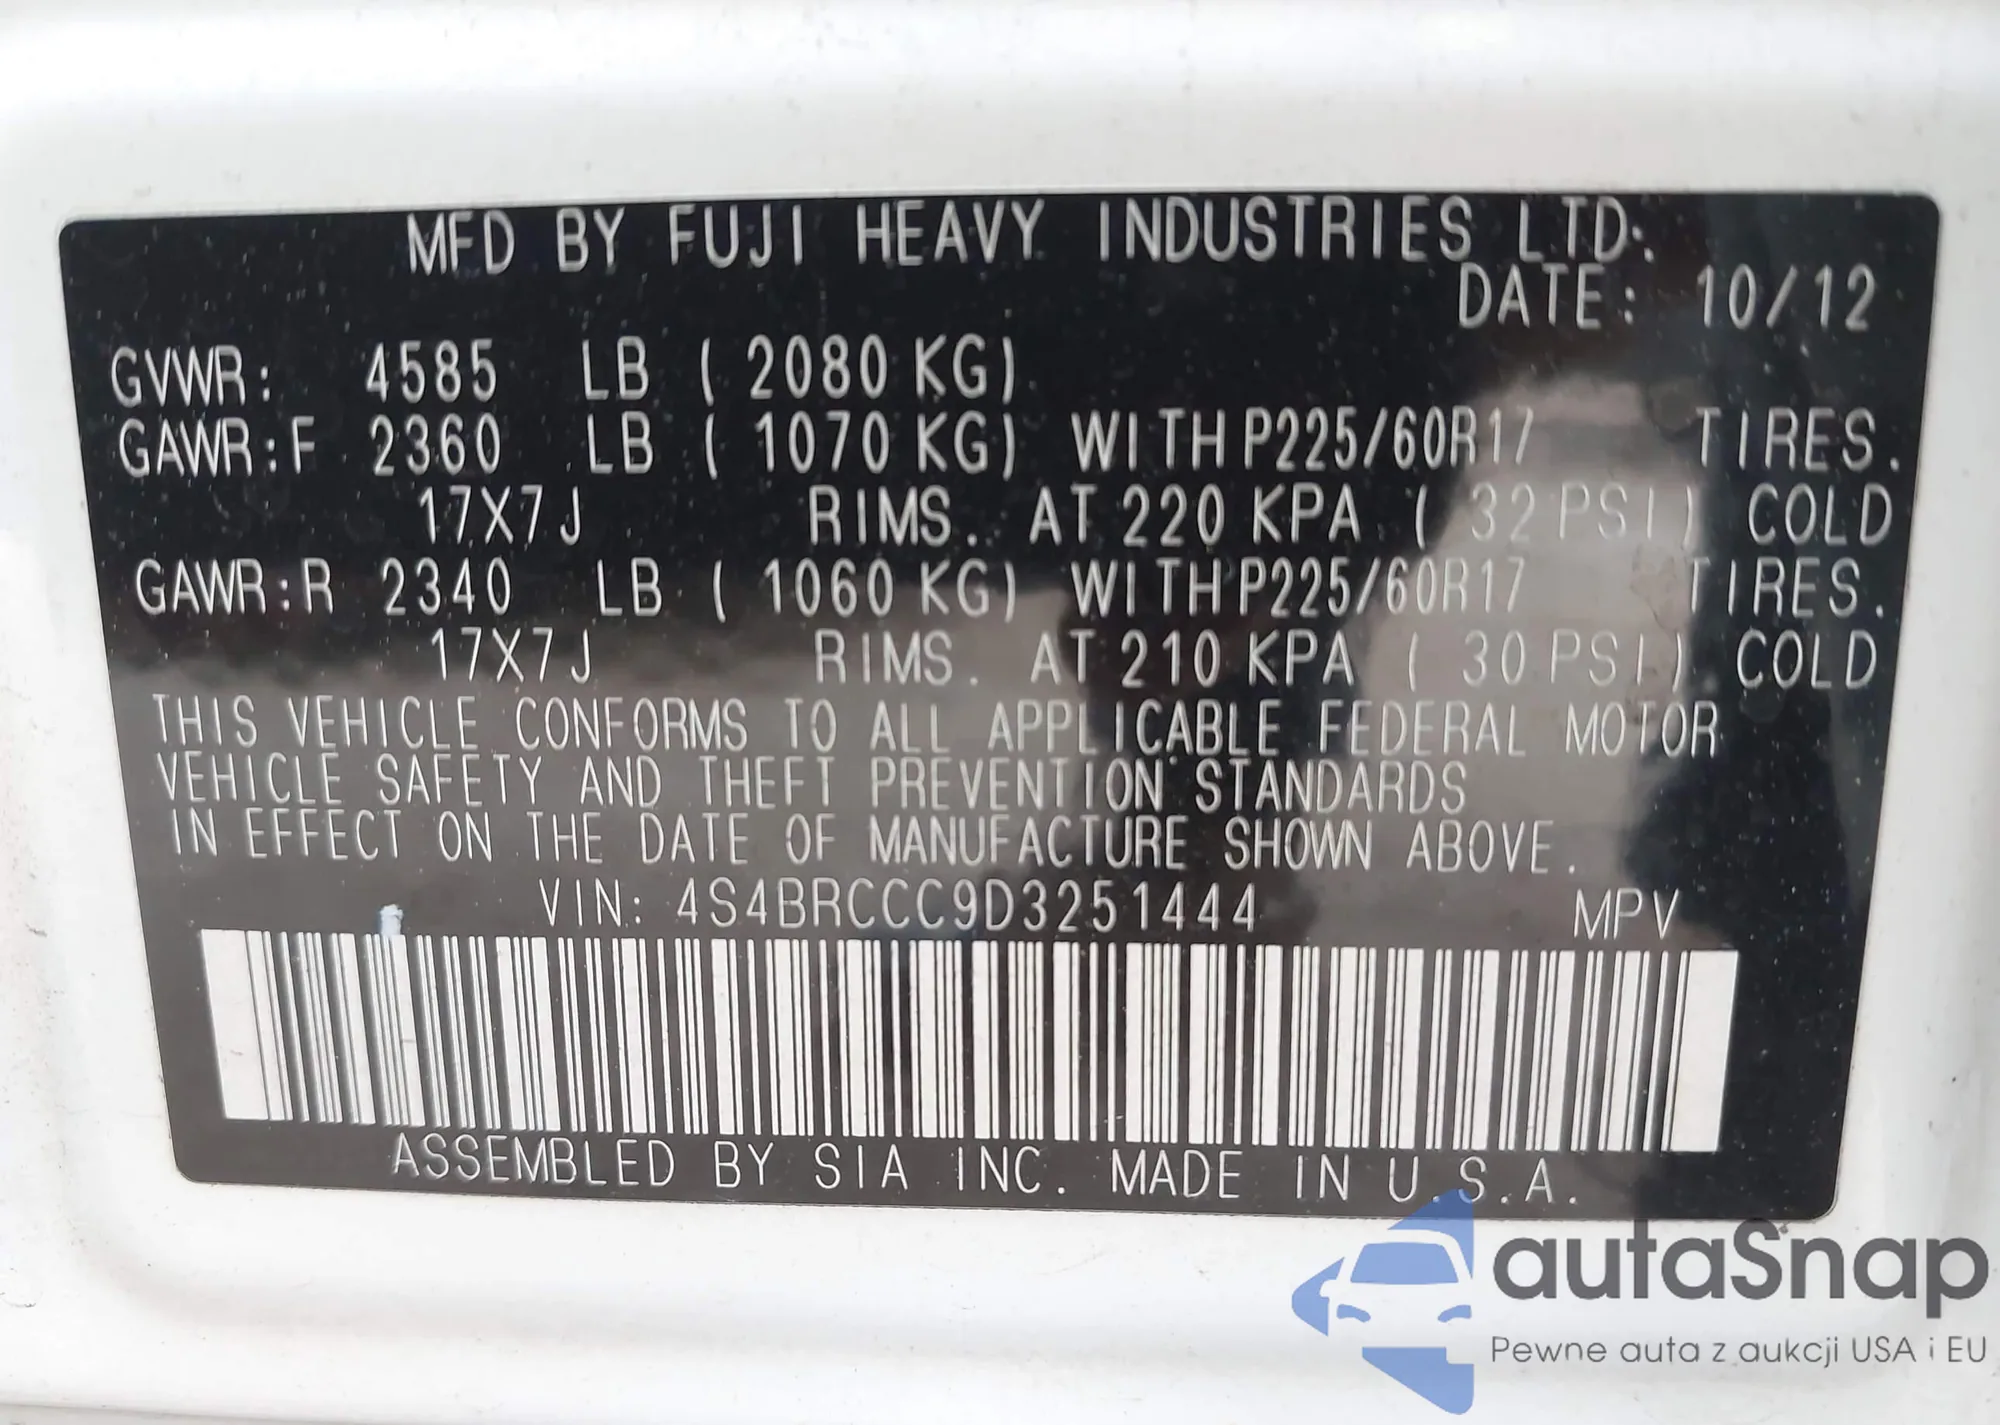 MFD BY FUJI HEAVY INDUSTRIES LTD.
DATE: 10/12
GVWR: 4585 LB ( 2080 KG)
GAWR:F 2360 LB ( 1070 KG) WITH P225/60R17 TIRES.
17X7J RIMS. AT 220 KPA ( 32 PSI) COLD
GAWR:R 2340 LB ( 1060 KG) WITH P225/60R17 TIRES.
17X7J RIMS. AT 210 KPA ( 30 PSI) COLD
THIS VEHICLE CONFORMS TO ALL APPLICABLE FEDERAL MOTOR
VEHICLE SAFETY AND THEFT PREVENTION STANDARDS
IN EFFECT ON THE DATE OF MANUFACTURE SHOWN ABOVE.
VIN: 4S4BRCCC9D3251444 MPV
ASSEMBLED BY SIA INC. MADE IN U.S.A.
autaSnap
Pewne auta z aukcji USA i EU